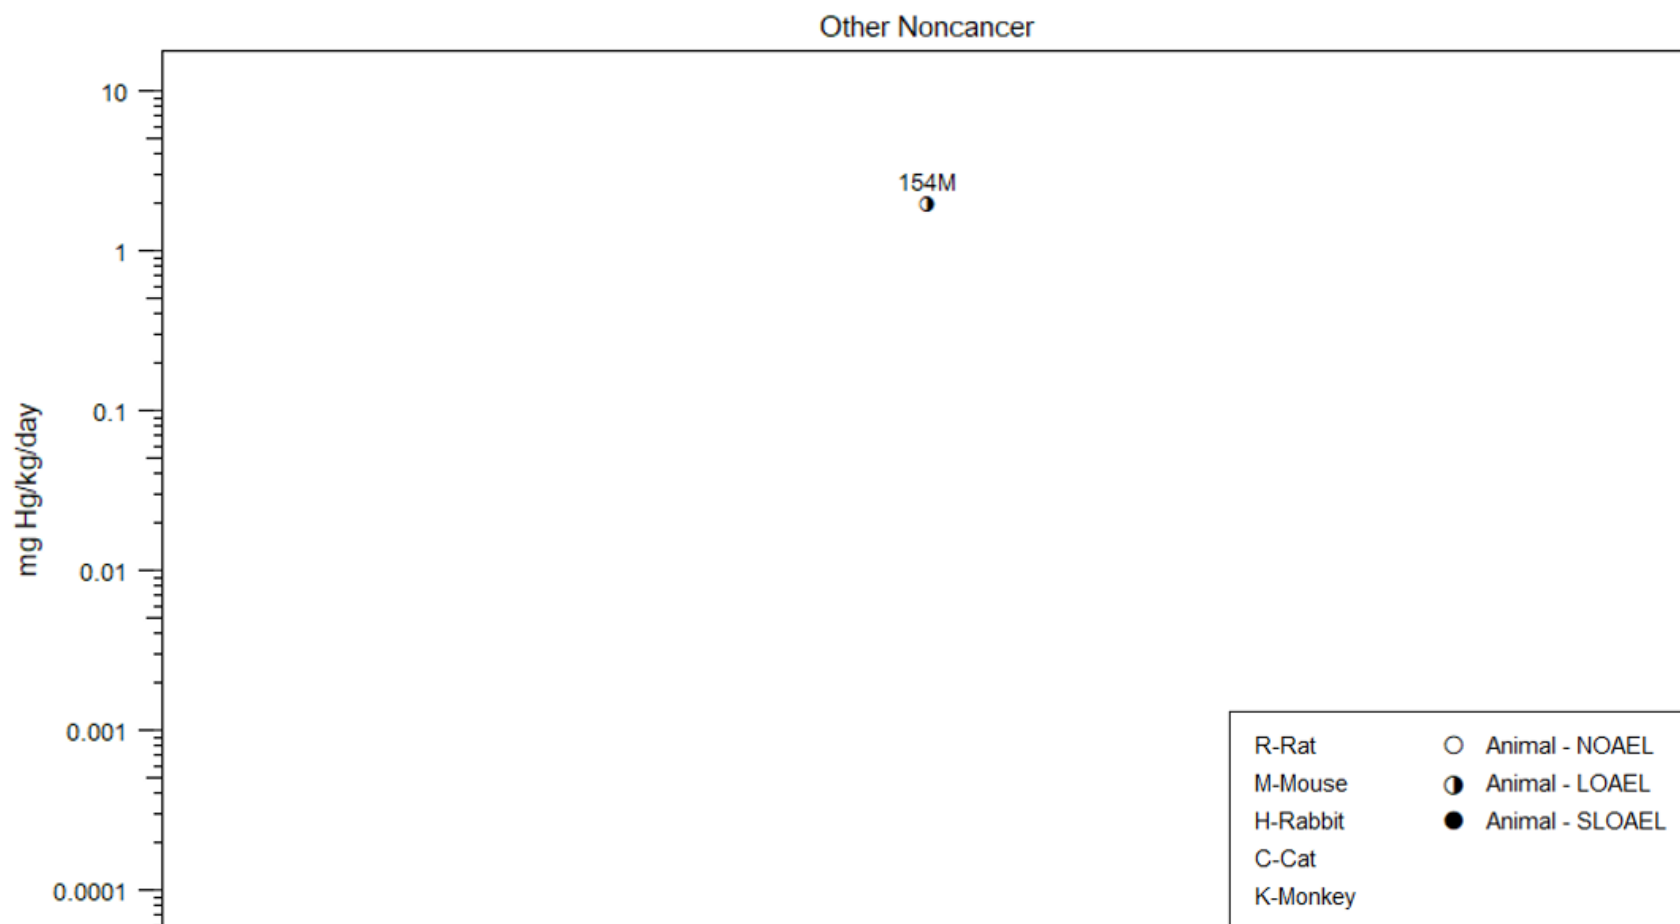 Other Noncancer
10
154M
1
0.1
mg Hg/kg/day
0.01
0.001
0.0001
R-Rat
M-Mouse
H-Rabbit
C-Cat
K-Monkey
Animal - NOAEL
Animal - LOAEL
Animal - SLOAEL